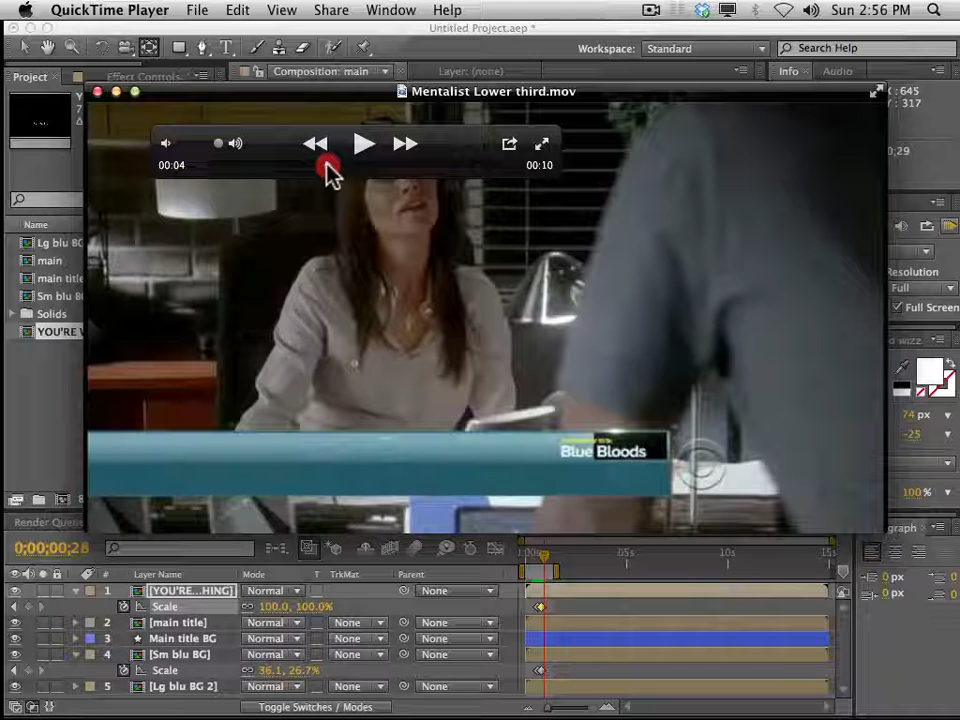 QuickTime Player File Edit View Share Window Help Sun 2:56 PM
Untitled Project.aep *
Workspace: Standard Search Help
Project Effect Controls Composition: main Layer: (none) Info Audio
Mentalist Lower third.mov
X: 645
Y: 317
00:04 00:10
0;29
Name
Lg blu BG
main
main title
Sm blu BG
Solids
YOU'RE W
Resolution
Full
Full Screen
wizz
74 px
-25
100%
Blue Bloods
Render Queue
0;00;00;28
05s 10s 15s
# Layer Name Mode T TrkMat Parent
1 [YOU'RE...HING] Normal None
Scale 100.0, 100.0%
2 [main title] Normal None None
3 Main title BG Normal None None
4 [Sm blu BG] Normal None None
Scale 36.1, 26.7%
5 [Lg blu BG 2] Normal None None
Toggle Switches / Modes
0 px
0 px